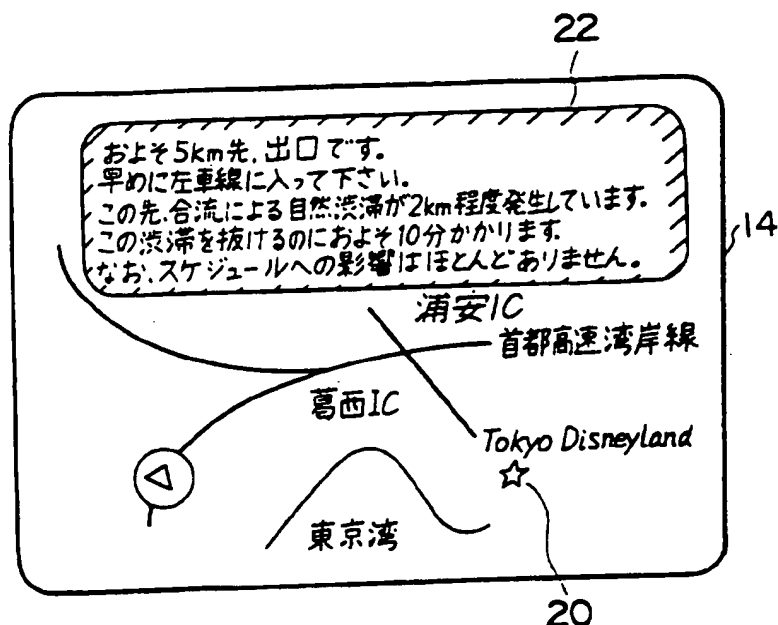 22
およそ5km先、出口です。
早めに左車線に入って下さい。
この先、合流による自然渋滞が2km程度発生しています。
この渋滞を抜けるのにおよそ10分かかります。
なお、スケジュールへの影響はほとんどありません。
14
浦安IC
首都高速湾岸線
葛西IC
Tokyo Disneyland
東京湾
20